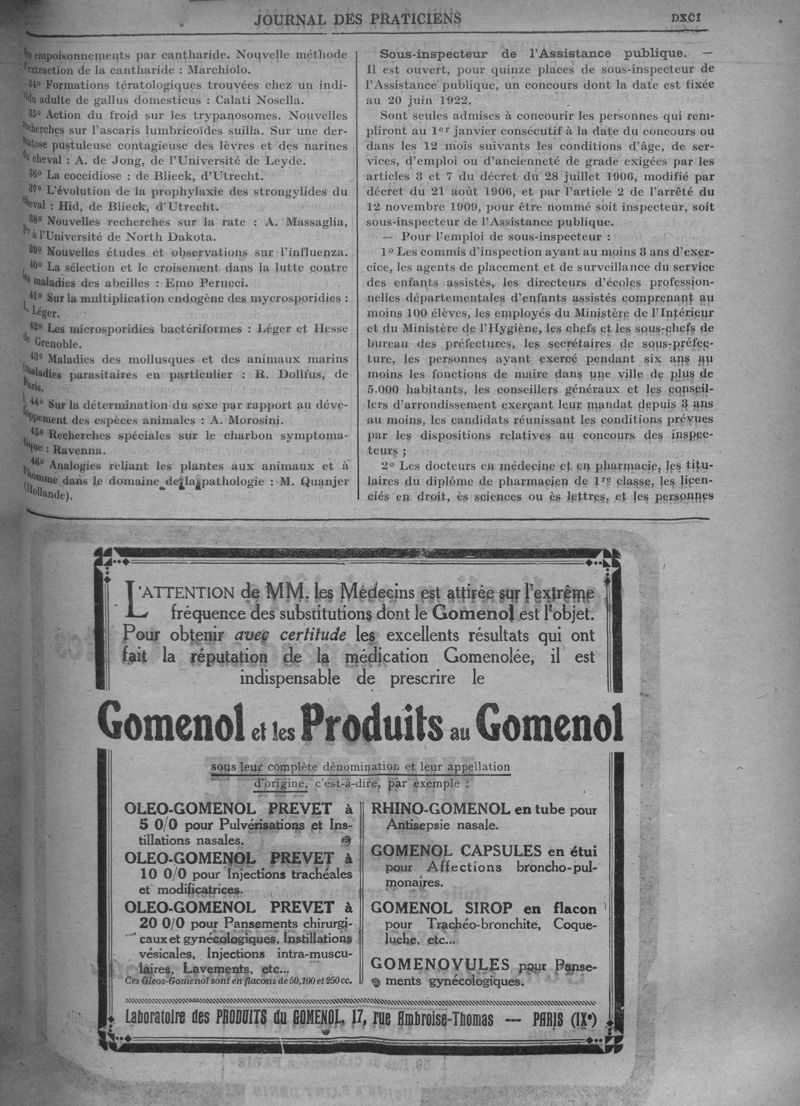 JOURNAL DES PRATICIENS
DXCI
empoisonnements par cantharide. Nouvelle méthode
d'extraction de la cantharide : Marchiolo.
34° Formations tératologiques trouvées chez un indi-
vidu adulte de gallus domesticus : Calati Nosella.
35° Action du froid sur les trypanosomes. Nouvelles
recherches sur l'ascaris lumbricoïdes suilla. Sur une der-
matose pustuleuse contagieuse des lèvres et des narines
du cheval : A. de Jong, de l'Université de Leyde.
36° La coccidiose : de Blieck, d'Utrecht.
37° L'évolution de la prophylaxie des strongylides du
cheval : Hid, de Blieck, d'Utrecht.
38° Nouvelles recherches sur la rate : A. Massaglia,
Pr à l'Université de North Dakota.
39° Nouvelles études et observations sur l'influenza.
40° La sélection et le croisement dans la lutte contre
les maladies des abeilles : Emo Perucci.
41° Sur la multiplication endogène des mycrosporidies :
L. Léger.
42° Les microsporidies bactériformes : Léger et Hesse
de Grenoble.
43° Maladies des mollusques et des animaux marins
(maladies parasitaires en particulier : R. Dollfus, de
Paris.
44° Sur la détermination du sexe par rapport au déve-
loppement des espèces animales : A. Morosini.
45° Recherches spéciales sur le charbon symptoma-
tique : Ravenna.
46° Analogies reliant les plantes aux animaux et à
l'homme dans le domaine de la pathologie : M. Quanjer
(Hollande).
Sous-inspecteur de l'Assistance publique. —
Il est ouvert, pour quinze places de sous-inspecteur de
l'Assistance publique, un concours dont la date est fixée
au 20 juin 1922.
Sont seules admises à concourir les personnes qui rem-
pliront au 1er janvier consécutif à la date du concours ou
dans les 12 mois suivants les conditions d'âge, de ser-
vices, d'emploi ou d'ancienneté de grade exigées par les
articles 3 et 7 du décret du 28 juillet 1906, modifié par
décret du 21 août 1906, et par l'article 2 de l'arrêté du
12 novembre 1909, pour être nommé soit inspecteur, soit
sous-inspecteur de l'Assistance publique.
— Pour l'emploi de sous-inspecteur :
1° Les commis d'inspection ayant au moins 3 ans d'exer-
cice, les agents de placement et de surveillance du service
des enfants assistés, les directeurs d'écoles profession-
nelles départementales d'enfants assistés comprenant au
moins 100 élèves, les employés du Ministère de l'Intérieur
et du Ministère de l'Hygiène, les chefs et les sous-chefs de
bureau des préfectures, les secrétaires de sous-préfec-
ture, les personnes ayant exercé pendant six ans au
moins les fonctions de maire dans une ville de plus de
5.000 habitants, les conseillers généraux et les conseil-
lers d'arrondissement exerçant leur mandat depuis 3 ans
au moins, les candidats réunissant les conditions prévues
par les dispositions relatives au concours des inspec-
teurs ;
2° Les docteurs en médecine et en pharmacie, les titu-
laires du diplôme de pharmacien de 1re classe, les licen-
ciés en droit, ès sciences ou ès lettres, et les personnes
L'ATTENTION de MM. les Médecins est attirée sur l'extrême
fréquence des substitutions dont le Gomenol est l'objet.
Pour obtenir avec certitude les excellents résultats qui ont
fait la réputation de la médication Gomenolée, il est
indispensable de prescrire le
Gomenol et les Produits au Gomenol
sous leur complète dénomination et leur appellation
d'origine, c'est-à-dire, par exemple :
OLEO-GOMENOL PREVET à
5 0/0 pour Pulvérisations et Ins-
tillations nasales.
OLEO-GOMENOL PREVET à
10 0/0 pour Injections trachéales
et modificatrices.
OLEO-GOMENOL PREVET à
20 0/0 pour Pansements chirurgi-
caux et gynécologiques, Instillations
vésicales, Injections intra-muscu-
laires, Lavements, etc...
Ces Oleos-Gomenol sont en flacons de 50, 100 et 250 cc.
RHINO-GOMENOL en tube pour
Antisepsie nasale.
GOMENOL CAPSULES en étui
pour Affections broncho-pul-
monaires.
GOMENOL SIROP en flacon
pour Trachéo-bronchite, Coque-
luche, etc...
GOMENOVULES pour Panse-
ments gynécologiques.
Laboratoire des PRODUITS du GOMENOL, 17, rue Ambroise-Thomas — PARIS (IXe)